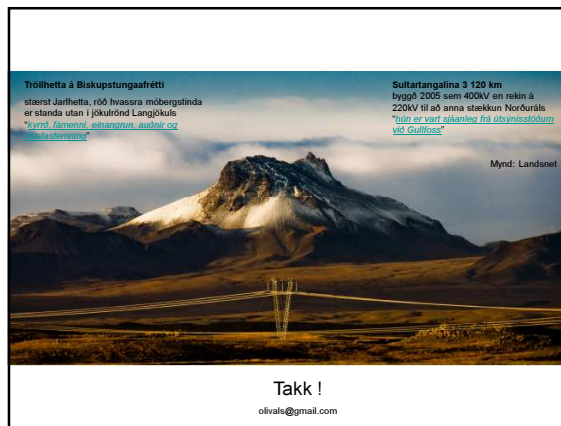 Tröllhetta á Biskupstungaafrétti
stærst Jarlhetta, röð hvassra móbergstinda
er standa utan í jökulrönd Langjökuls
"kyrrð, fámenni, einangrun, auðnir og
Sultartangalina 3 120 km
byggð 2005 sem 400kV en rekin á
220kV til að anna stækkun Norðuráls
"hún er vart sjáanleg frá útsýnisstöðum
við Gullfoss"
Mynd: Landsnet
Takk !
olivals@gmail.com